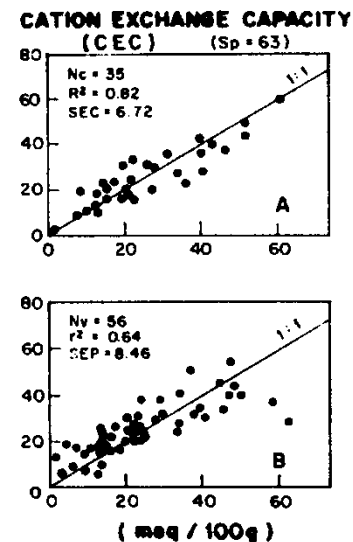 CATION EXCHANGE CAPACITY
(CEC) (Sp = 63)
80
60
40
20
0
Nc = 35
R² = 0.82
SEC = 6.72
1:1
A
0 20 40 60
80
60
40
20
0
Nv = 56
r² = 0.64
SEP = 8.46
1:1
B
0 20 40 60
(meq / 100g)